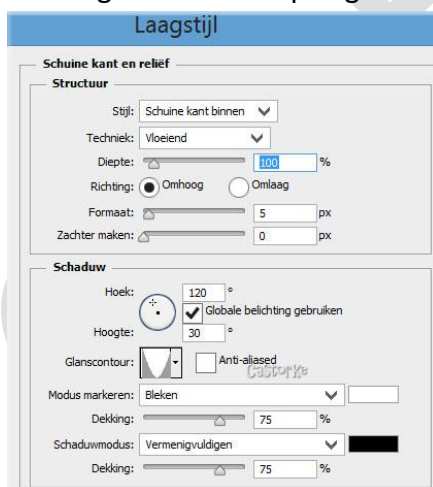 Laagstijl
Schuine kant en reliëf
Structuur
Stijl: Schuine kant binnen
Techniek: Vloeiend
Diepte: 100 %
Richting: Omhoog Omlaag
Formaat: 5 px
Zachter maken: 0 px
Schaduw
Hoek: 120 °
Globale belichting gebruiken
Hoogte: 30 °
Glanscontour: Anti-aliased
CaStorke
Modus markeren: Bleken
Dekking: 75 %
Schaduwmodus: Vermenigvuldigen
Dekking: 75 %